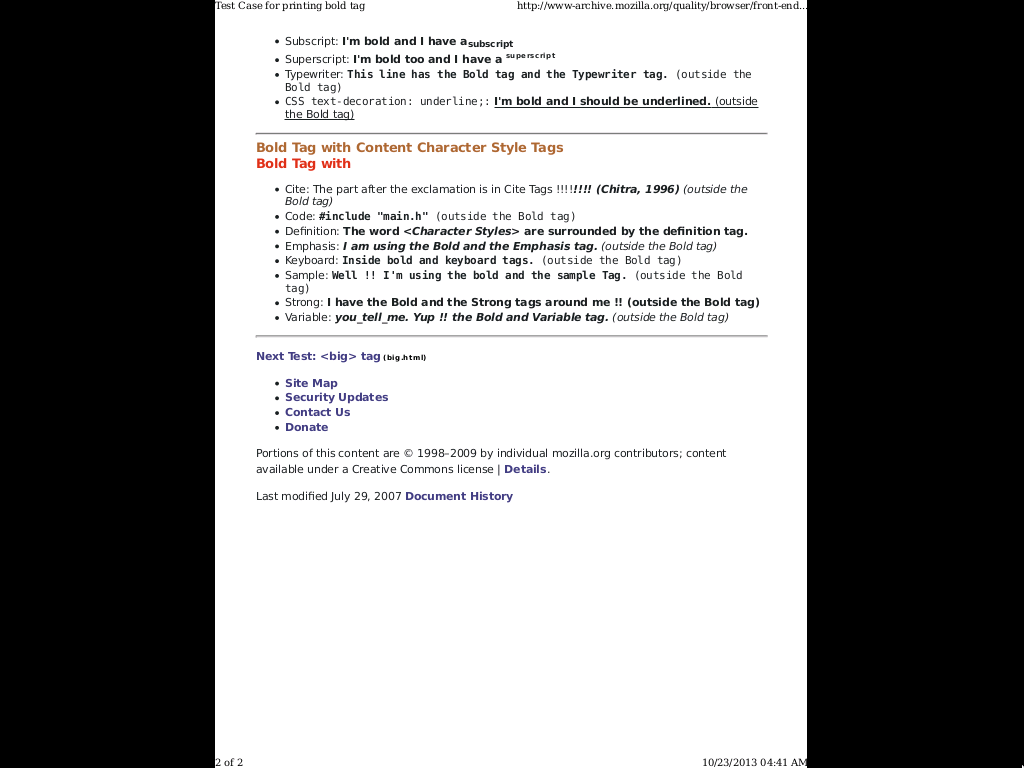 Test Case for printing bold tag http://www-archive.mozilla.org/quality/browser/front-end...
• Subscript: I'm bold and I have a subscript
• Superscript: I'm bold too and I have a superscript
• Typewriter: This line has the Bold tag and the Typewriter tag. (outside the
Bold tag)
• CSS text-decoration: underline;: I'm bold and I should be underlined. (outside
the Bold tag)
Bold Tag with Content Character Style Tags
Bold Tag with
• Cite: The part after the exclamation is in Cite Tags !!!!!!!! (Chitra, 1996) (outside the
Bold tag)
• Code: #include "main.h" (outside the Bold tag)
• Definition: The word <Character Styles> are surrounded by the definition tag.
• Emphasis: I am using the Bold and the Emphasis tag. (outside the Bold tag)
• Keyboard: Inside bold and keyboard tags. (outside the Bold tag)
• Sample: Well !! I'm using the bold and the sample Tag. (outside the Bold
tag)
• Strong: I have the Bold and the Strong tags around me !! (outside the Bold tag)
• Variable: you_tell_me. Yup !! the Bold and Variable tag. (outside the Bold tag)
Next Test: <big> tag (big.html)
• Site Map
• Security Updates
• Contact Us
• Donate
Portions of this content are © 1998–2009 by individual mozilla.org contributors; content
available under a Creative Commons license | Details.
Last modified July 29, 2007 Document History
2 of 2 10/23/2013 04:41 AM